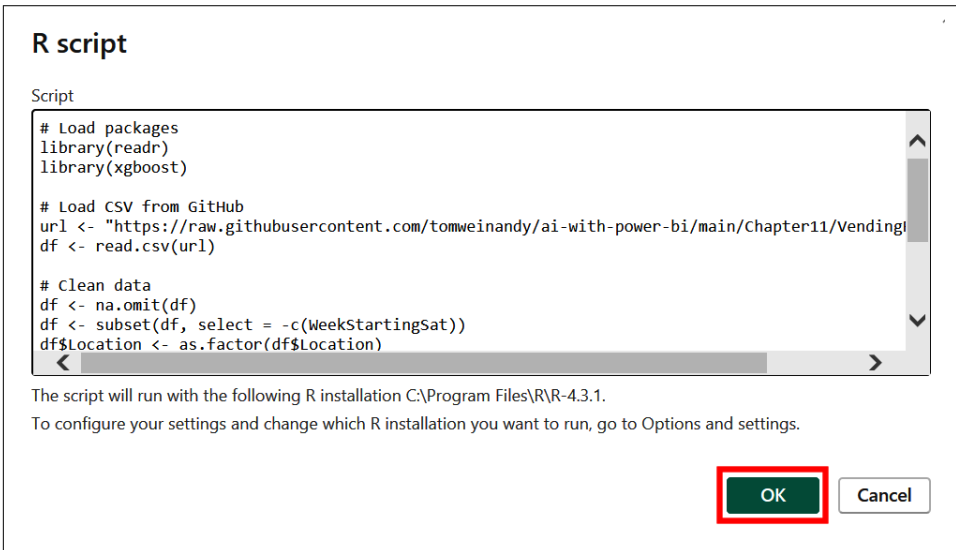 R script
Script
# Load packages
library(readr)
library(xgboost)
# Load CSV from GitHub
url <- "https://raw.githubusercontent.com/tomweinandy/ai-with-power-bi/main/Chapter11/Vending
df <- read.csv(url)
# Clean data
df <- na.omit(df)
df <- subset(df, select = -c(WeekStartingSat))
df$Location <- as.factor(df$Location)
The script will run with the following R installation C:\Program Files\R\R-4.3.1.
To configure your settings and change which R installation you want to run, go to Options and settings.
OK Cancel